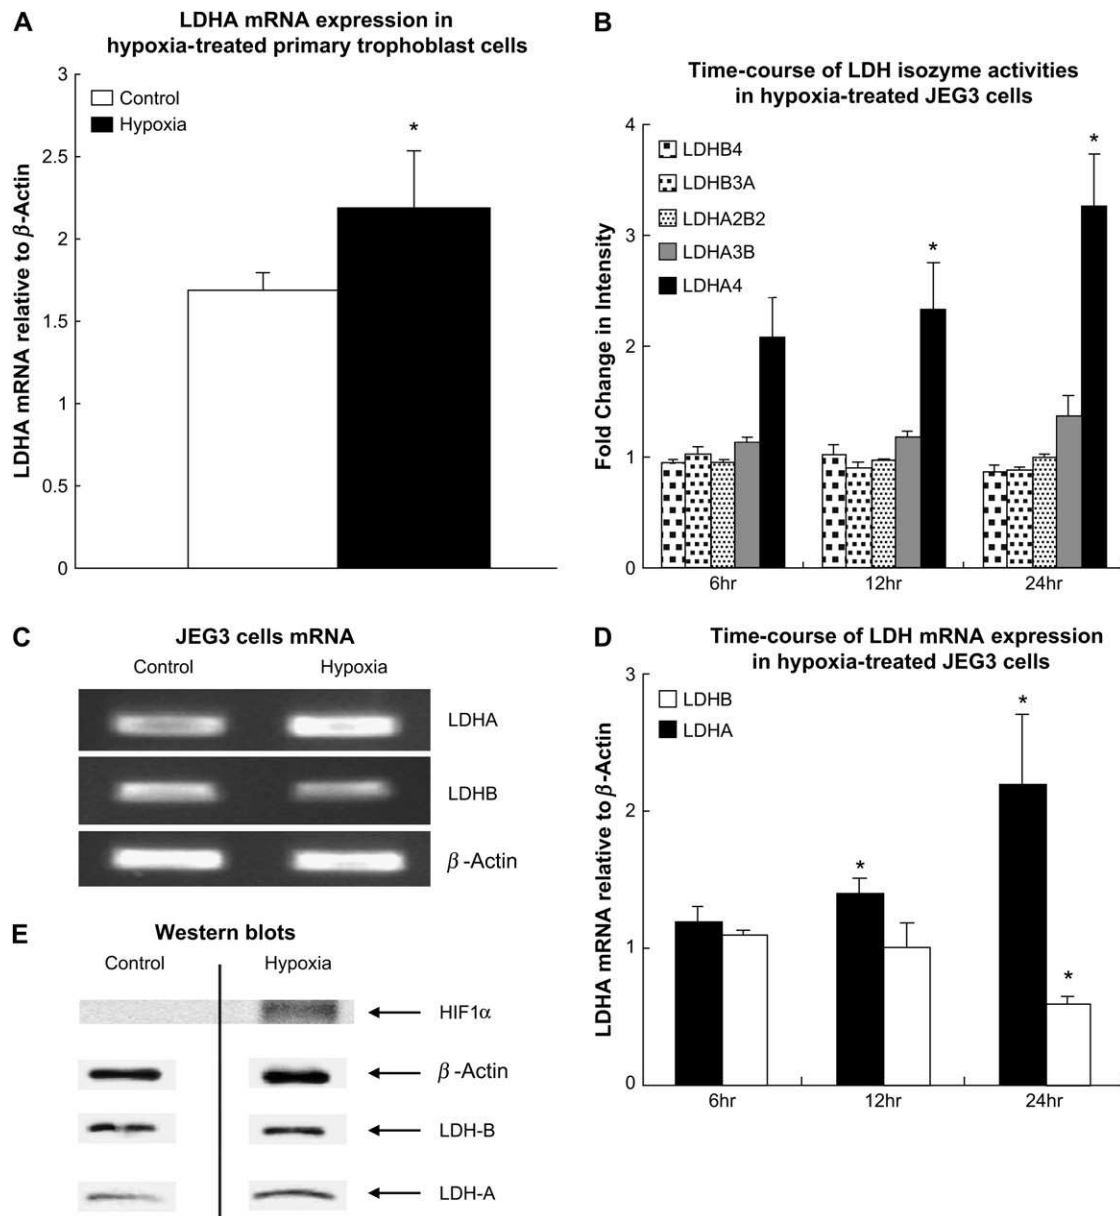 A
LDHA mRNA expression in
hypoxia-treated primary trophoblast cells
LDHA mRNA relative to β-Actin
3
2.5
2
1.5
1
0.5
0
Control
Hypoxia
*
B
Time-course of LDH isozyme activities
in hypoxia-treated JEG3 cells
Fold Change in Intensity
4
3
2
1
0
LDHB4
LDHB3A
LDHA2B2
LDHA3B
LDHA4
*
*
6hr 12hr 24hr
C
JEG3 cells mRNA
Control Hypoxia
LDHA
LDHB
β-Actin
D
Time-course of LDH mRNA expression
in hypoxia-treated JEG3 cells
LDHA mRNA relative to β-Actin
3
2
1
0
LDHB
LDHA
*
*
*
6hr 12hr 24hr
E
Western blots
Control Hypoxia
HIF1α
β-Actin
LDH-B
LDH-A